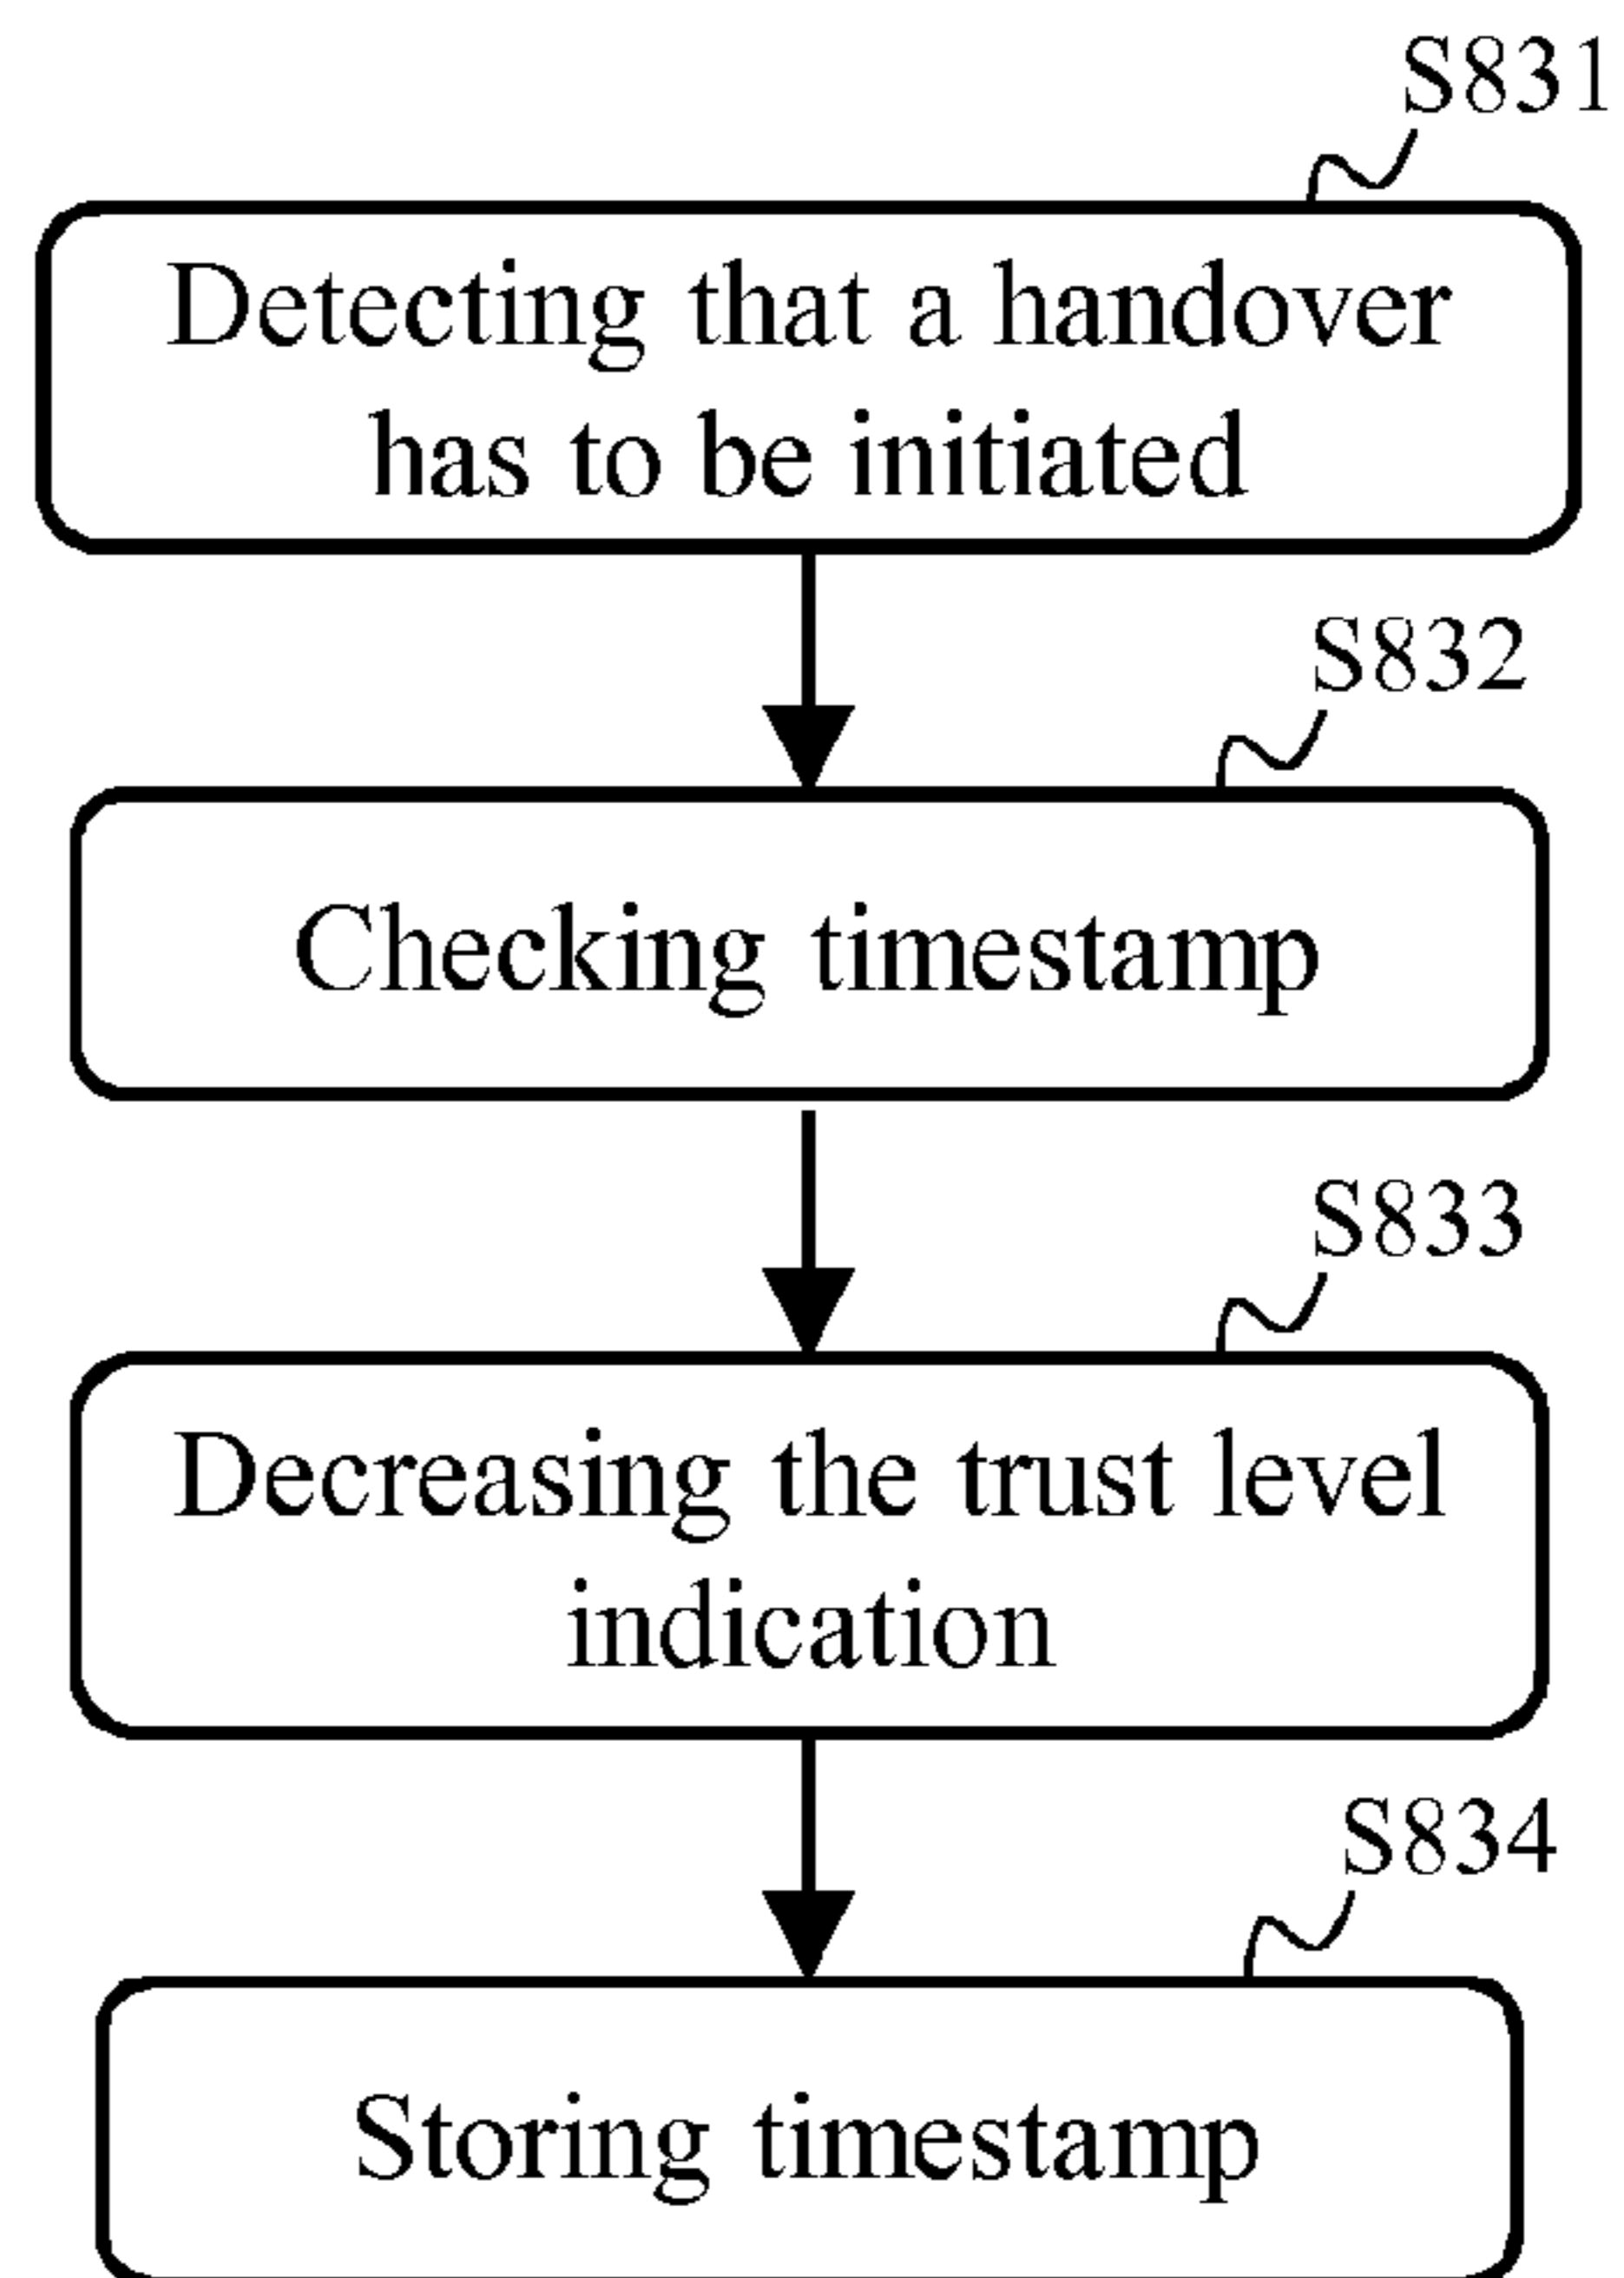 S831
Detecting that a handover
has to be initiated
S832
Checking timestamp
S833
Decreasing the trust level
indication
S834
Storing timestamp